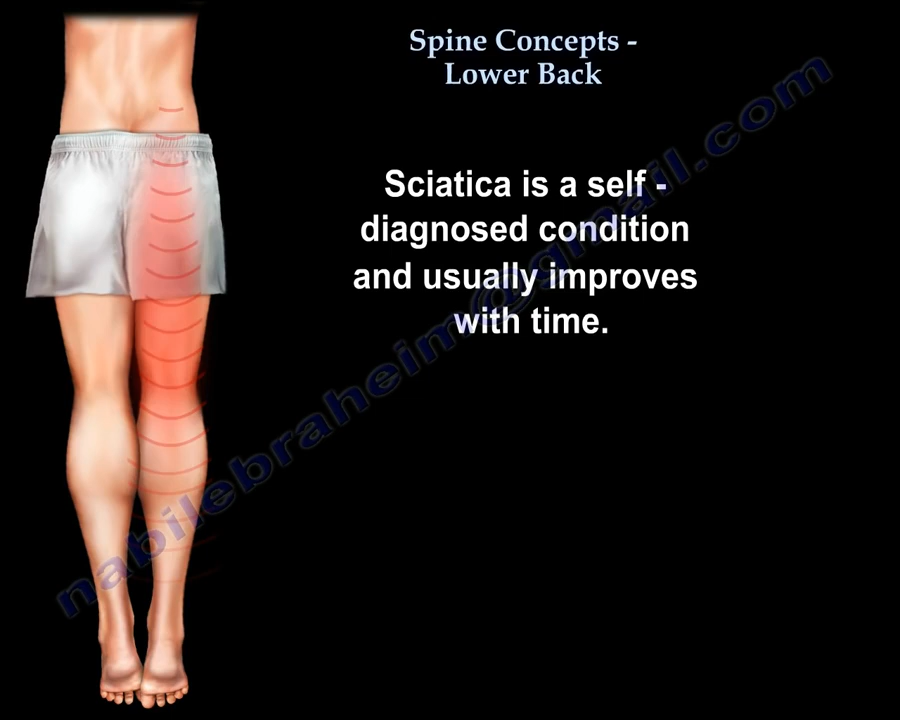 Spine Concepts -
Lower Back
Sciatica is a self -
diagnosed condition
and usually improves
with time.
nabilebraheim@gmail.com